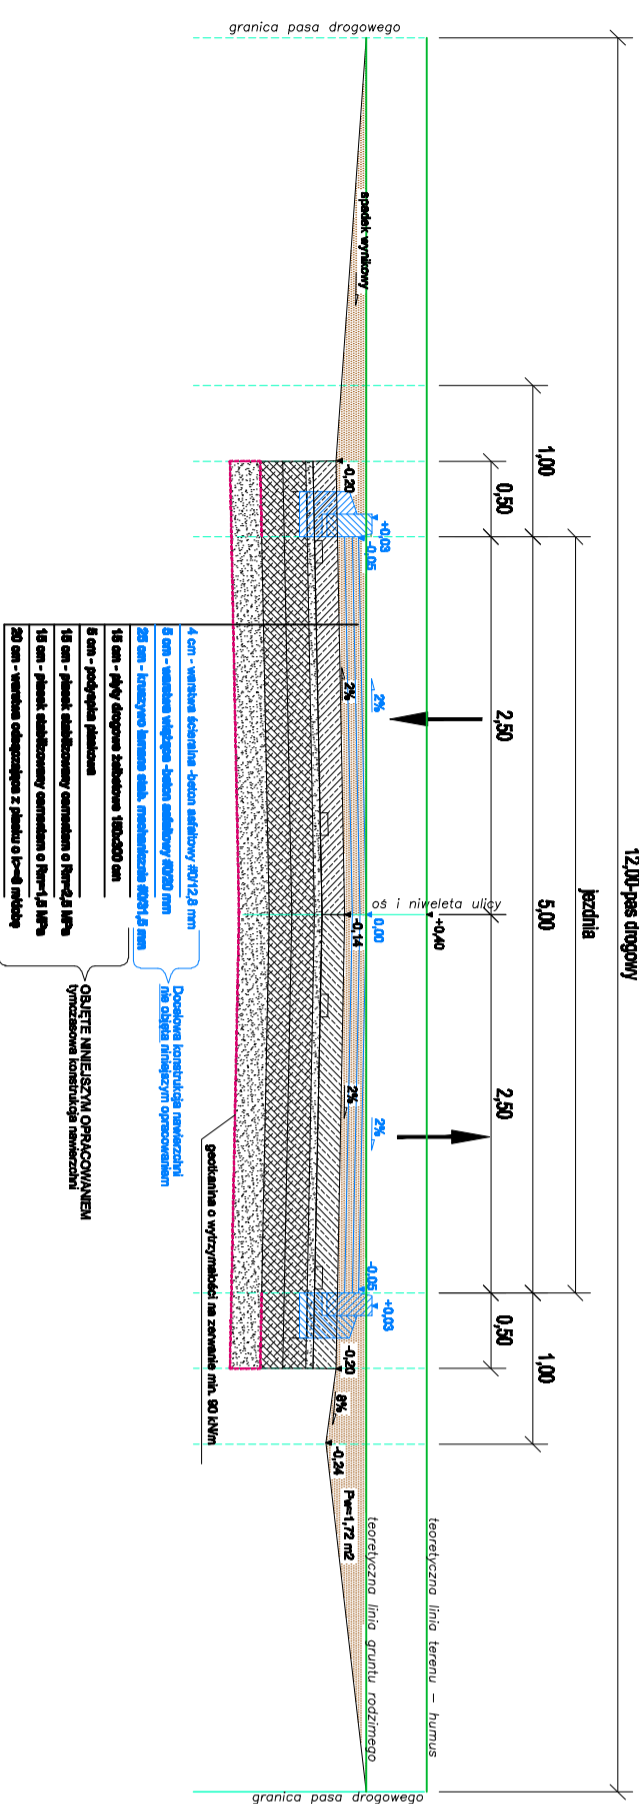 12,00-pas drogowy
jezdnia
1,00
5,00
1,00
0,50
2,50
2,50
0,50
granica pasa drogowego
granica pasa drogowego
teoretyczna linia terenu - humus
teoretyczna linia gruntu rodzimego
oś i niweleta ulicy
+0,40
0,00
-0,14
spadek wynikowy
-0,20
+0,03
-0,05
2%
2%
2%
2%
-0,05
+0,03
-0,20
8%
-0,24
Pw=1,72 m2
geotkanina o wytrzymałości na zerwanie min. 90 kN/m
4 cm - warstwa ścieralna -beton asfaltowy #0/12,8 mm
5 cm - warstwa wiążąca -beton asfaltowy #0/20 mm
25 cm - kruszywo łamane stab. mechanicznie #0/31,5 mm
15 cm - płyty drogowe żelbetowe 150x300 cm
5 cm - podsypka piaskowa
15 cm - piasek stabilizowany cementem o Rm=2,5 MPa
15 cm - piasek stabilizowany cementem o Rm=1,5 MPa
20 cm - warstwa odsączająca z piasku o k>=8 m/dobę
Docelowa konstrukcja nawierzchni
nie objęta niniejszym opracowaniem
OBJĘTE NINIEJSZYM OPRACOWANIEM
tymczasowa konstrukcja nawierzchni